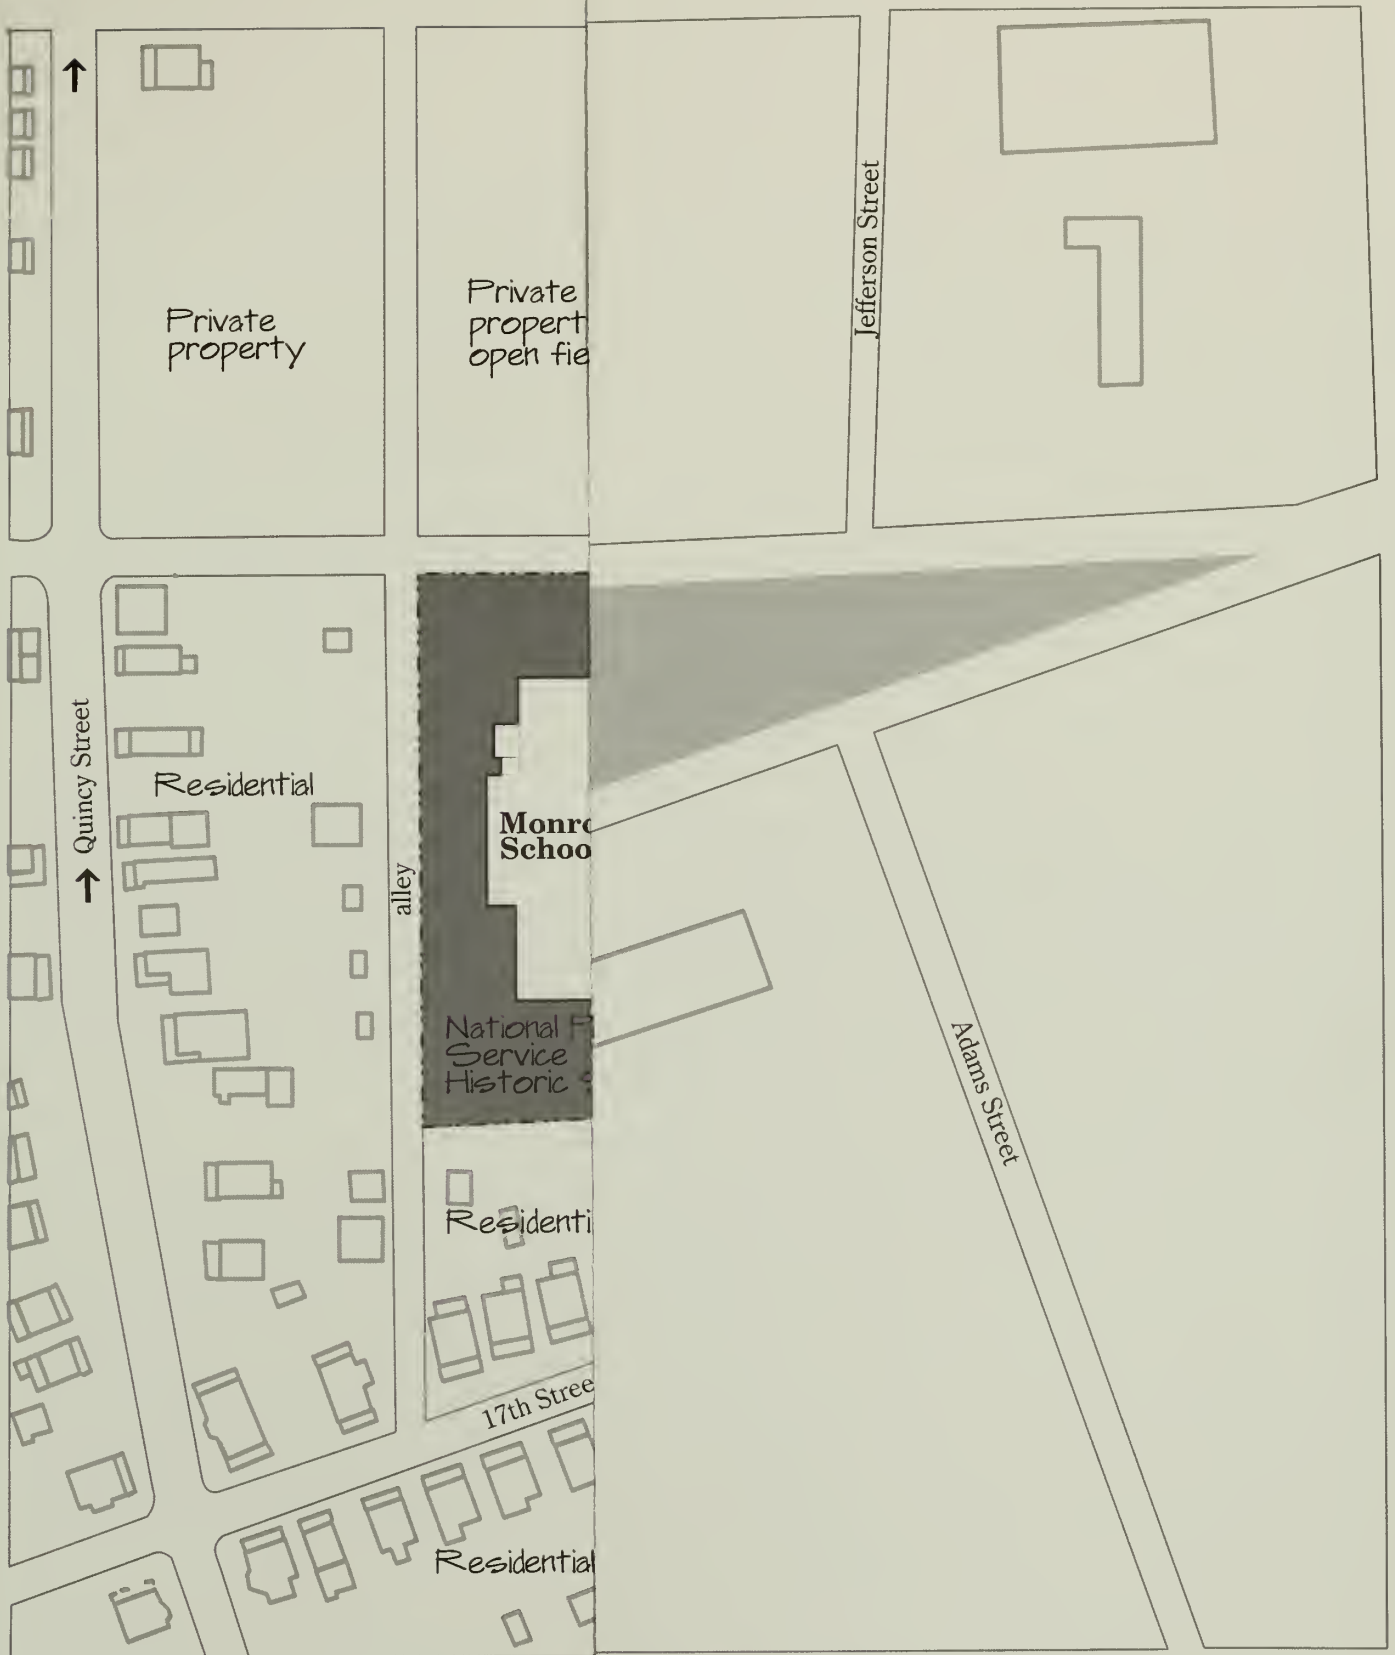 Private
property
Private
propert
open fie
Jefferson Street
Quincy Street
Residential
alley
Monro
Schoo
National P
Service
Historic
Adams Street
Residenti
17th Stree
Residential